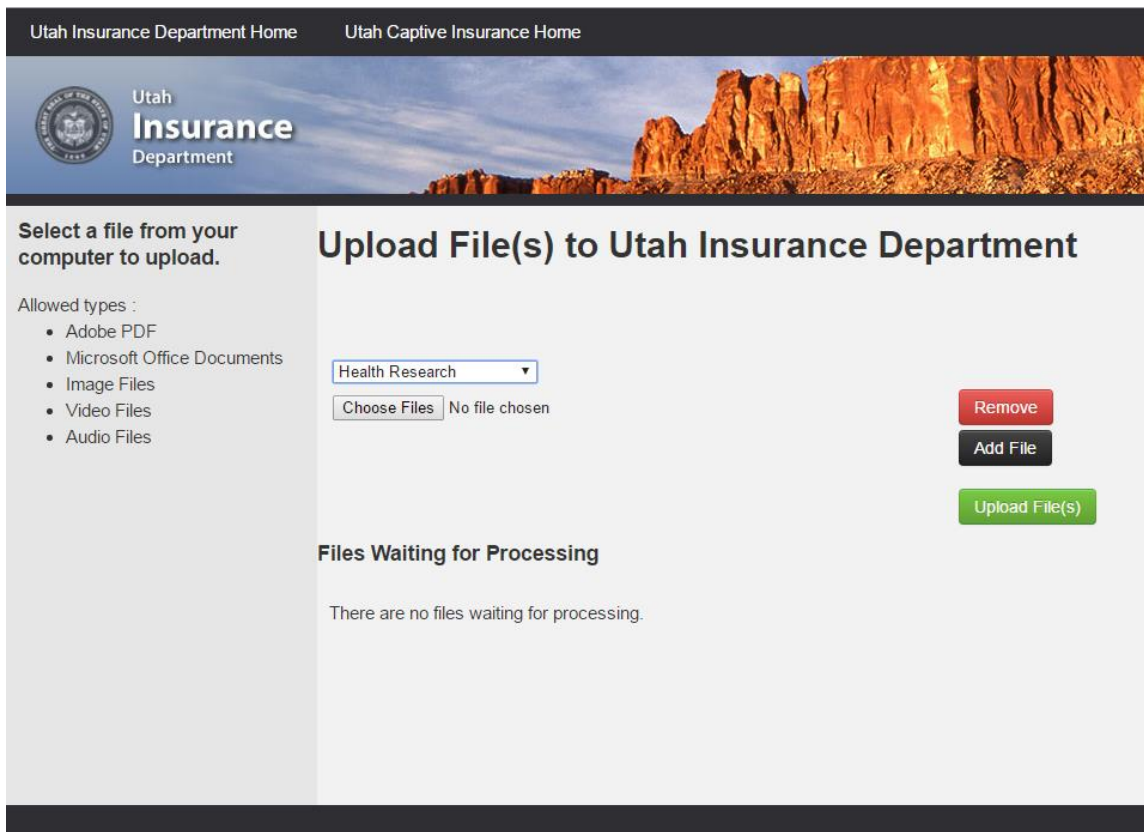 Utah Insurance Department Home
Utah Captive Insurance Home
Utah
Insurance
Department
Select a file from your
computer to upload.
Allowed types :
Adobe PDF
Microsoft Office Documents
Image Files
Video Files
Audio Files
Upload File(s) to Utah Insurance Department
Health Research
Choose Files No file chosen
Remove
Add File
Upload File(s)
Files Waiting for Processing
There are no files waiting for processing.